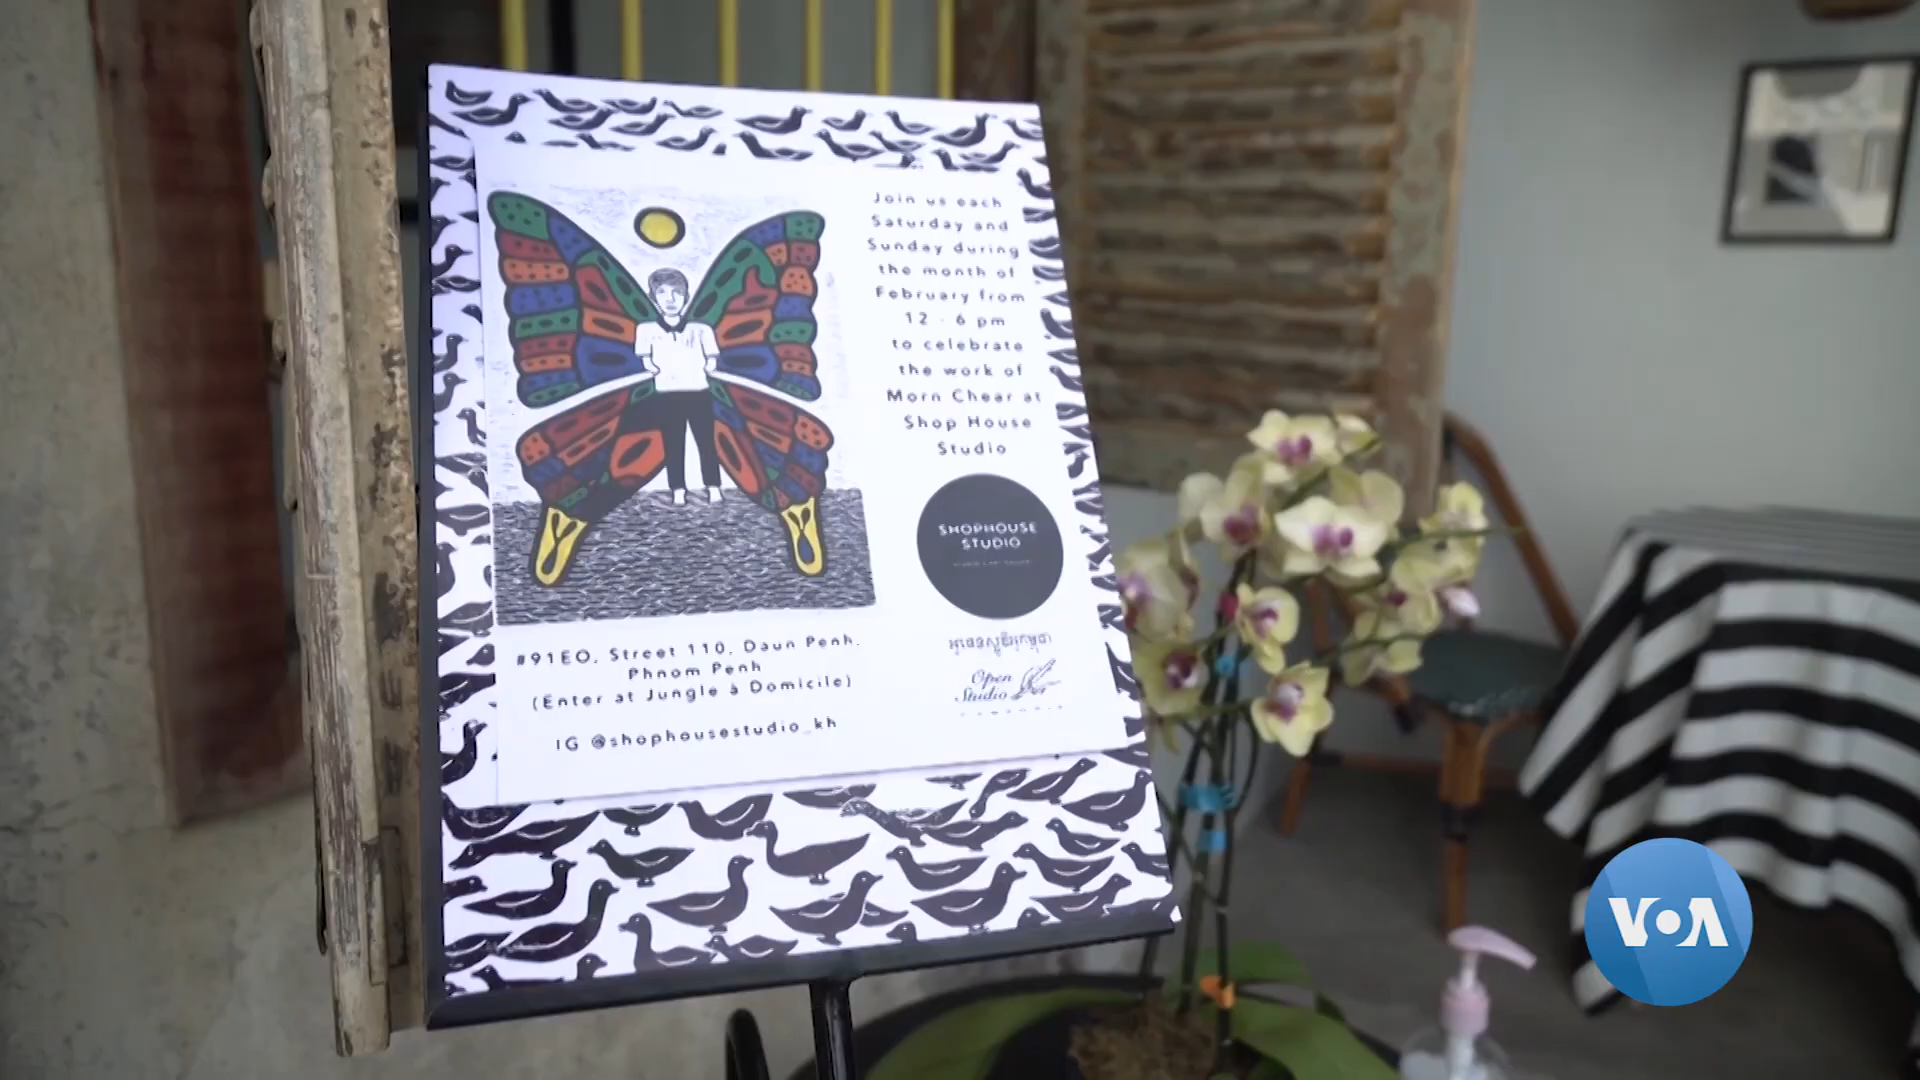 Join us each
Saturday and
Sunday during
the month of
February from
12 - 6 pm
to celebrate
the work of
Morn Chear at
Shop House
Studio
SHOPHOUSE
STUDIO
#91EO, Street 110, Daun Penh,
Phnom Penh
(Enter at Jungle à Domicile)
IG @shophousestudio_kh
Open
Studio
CAMBODIA
VOA